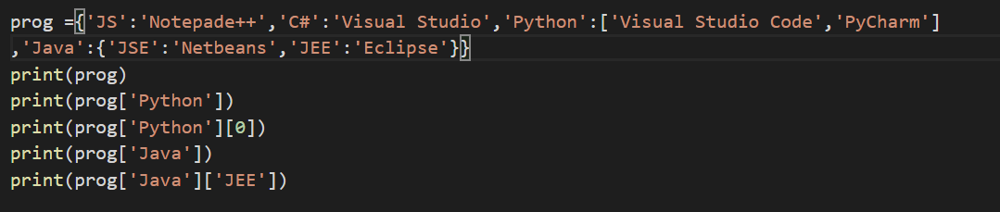 prog ={'JS':'Notepade++','C#':'Visual Studio','Python':['Visual Studio Code','PyCharm']
,'Java':{'JSE':'Netbeans','JEE':'Eclipse'}}
print(prog)
print(prog['Python'])
print(prog['Python'][0])
print(prog['Java'])
print(prog['Java']['JEE'])